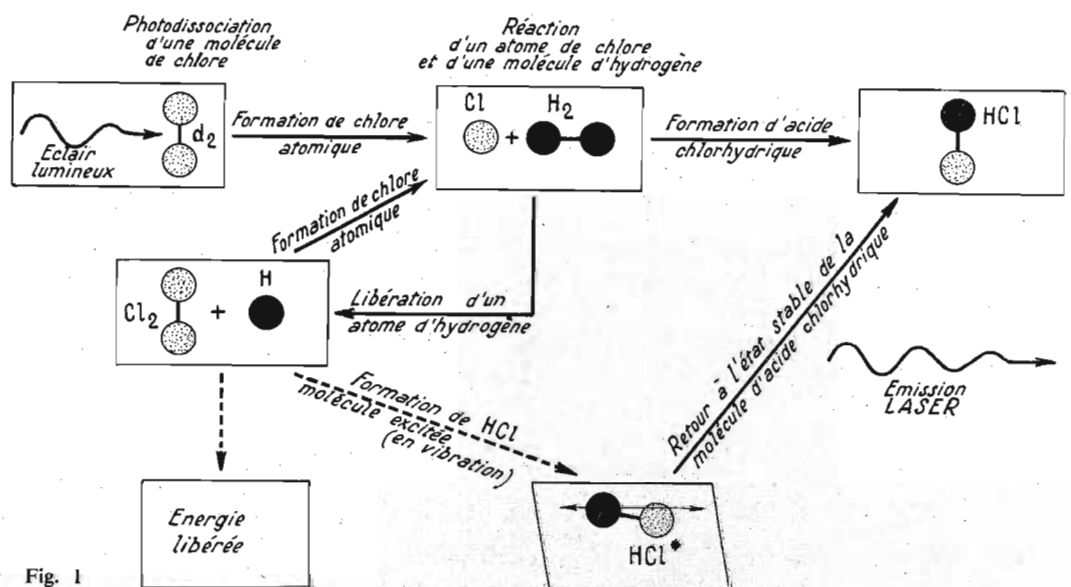 Photodissociation
d'une molécule
de chlore
Réaction
d'un atome de chlore
et d'une molécule d'hydrogène
Eclair
lumineux
d2
Formation de chlore
atomique
Cl
+
H2
Formation d'acide
chlorhydrique
HCl
Formation de chlore
atomique
Cl2
+
H
Libération d'un
atome d'hydrogène
Retour à l'état stable de la
molécule d'acide chlorhydrique
Emission
LASER
Formation de HCl
molécule excitée
(en vibration)
Energie
libérée
HCl*
Fig. 1